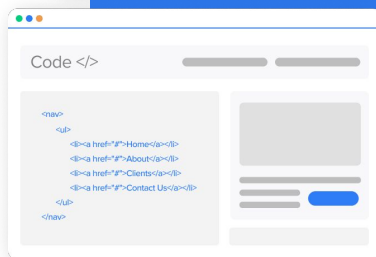 Code </>
<nav>
<ul>
<li><a href="#">Home</a></li>
<li><a href="#">About</a></li>
<li><a href="#">Clients</a></li>
<li><a href="#">Contact Us</a></li>
</ul>
</nav>